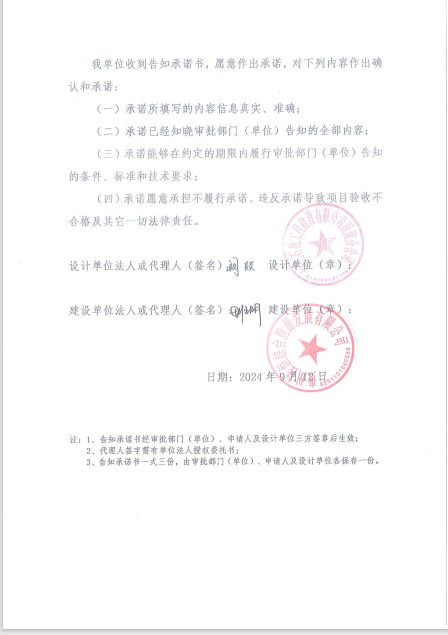 我单位收到告知承诺书，愿意作出承诺，对下列内容作出确
认和承诺：
（一）承诺所填写的内容信息真实、准确；
（二）承诺已经知晓审批部门（单位）告知的全部内容；
（三）承诺能够在约定的期限内履行审批部门（单位）告知
的条件、标准和技术要求；
（四）承诺愿意承担不履行承诺、违反承诺导致项目验收不
合格及其它一切法律责任。
设计单位法人或代理人（签名） 设计单位（章）：
建设单位法人或代理人（签名） 建设单位（章）：
日期：2024 年 9 月 12 日
注：1、告知承诺书经审批部门（单位）、申请人及设计单位三方签章后生效；
2、代理人签字需有单位法人授权委托书；
3、告知承诺书一式三份，由审批部门（单位）、申请人及设计单位各保存一份。